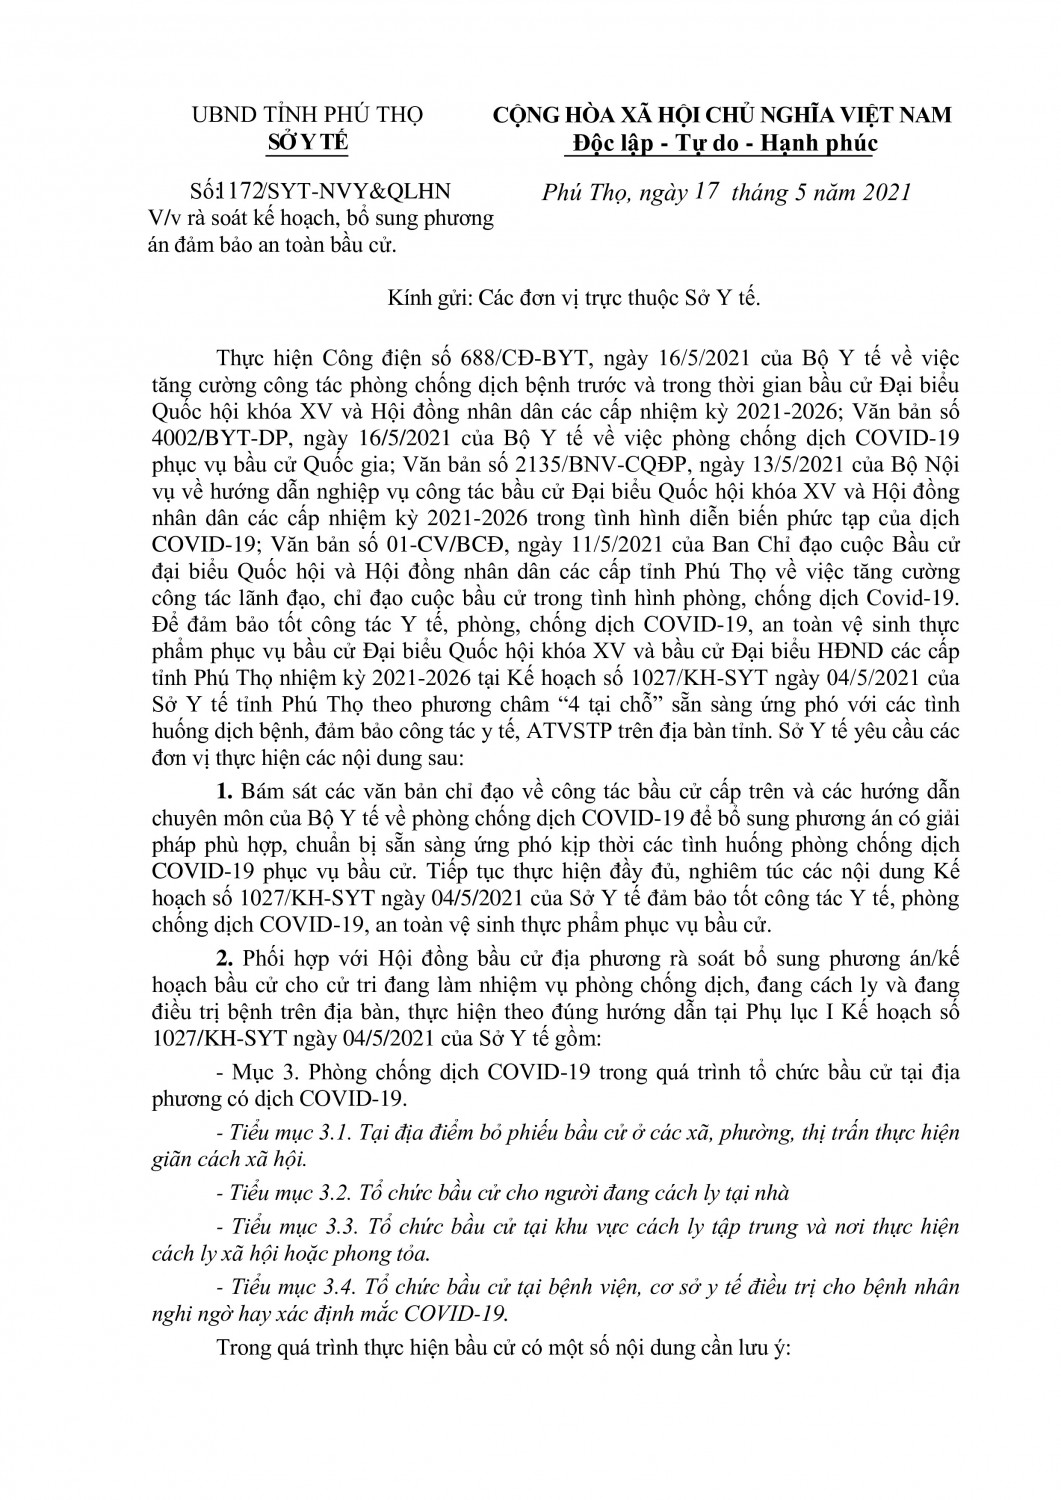 UBND TỈNH PHÚ THỌ
SỞ Y TẾ
CỘNG HÒA XÃ HỘI CHỦ NGHĨA VIỆT NAM
Độc lập - Tự do - Hạnh phúc
Số:1172/SYT-NVY&QLHN
V/v rà soát kế hoạch, bổ sung phương
án đảm bảo an toàn bầu cử.
Phú Thọ, ngày 17 tháng 5 năm 2021
Kính gửi: Các đơn vị trực thuộc Sở Y tế.
Thực hiện Công điện số 688/CĐ-BYT, ngày 16/5/2021 của Bộ Y tế về việc
tăng cường công tác phòng chống dịch bệnh trước và trong thời gian bầu cử Đại biểu
Quốc hội khóa XV và Hội đồng nhân dân các cấp nhiệm kỳ 2021-2026; Văn bản số
4002/BYT-DP, ngày 16/5/2021 của Bộ Y tế về việc phòng chống dịch COVID-19
phục vụ bầu cử Quốc gia; Văn bản số 2135/BNV-CQĐP, ngày 13/5/2021 của Bộ Nội
vụ về hướng dẫn nghiệp vụ công tác bầu cử Đại biểu Quốc hội khóa XV và Hội đồng
nhân dân các cấp nhiệm kỳ 2021-2026 trong tình hình diễn biến phức tạp của dịch
COVID-19; Văn bản số 01-CV/BCĐ, ngày 11/5/2021 của Ban Chỉ đạo cuộc Bầu cử
đại biểu Quốc hội và Hội đồng nhân dân các cấp tỉnh Phú Thọ về việc tăng cường
công tác lãnh đạo, chỉ đạo cuộc bầu cử trong tình hình phòng, chống dịch Covid-19.
Để đảm bảo tốt công tác Y tế, phòng, chống dịch COVID-19, an toàn vệ sinh thực
phẩm phục vụ bầu cử Đại biểu Quốc hội khóa XV và bầu cử Đại biểu HĐND các cấp
tỉnh Phú Thọ nhiệm kỳ 2021-2026 tại Kế hoạch số 1027/KH-SYT ngày 04/5/2021 của
Sở Y tế tỉnh Phú Thọ theo phương châm “4 tại chỗ” sẵn sàng ứng phó với các tình
huống dịch bệnh, đảm bảo công tác y tế, ATVSTP trên địa bàn tỉnh. Sở Y tế yêu cầu các
đơn vị thực hiện các nội dung sau:
1. Bám sát các văn bản chỉ đạo về công tác bầu cử cấp trên và các hướng dẫn
chuyên môn của Bộ Y tế về phòng chống dịch COVID-19 để bổ sung phương án có giải
pháp phù hợp, chuẩn bị sẵn sàng ứng phó kịp thời các tình huống phòng chống dịch
COVID-19 phục vụ bầu cử. Tiếp tục thực hiện đầy đủ, nghiêm túc các nội dung Kế
hoạch số 1027/KH-SYT ngày 04/5/2021 của Sở Y tế đảm bảo tốt công tác Y tế, phòng
chống dịch COVID-19, an toàn vệ sinh thực phẩm phục vụ bầu cử.
2. Phối hợp với Hội đồng bầu cử địa phương rà soát bổ sung phương án/kế
hoạch bầu cử cho cử tri đang làm nhiệm vụ phòng chống dịch, đang cách ly và đang
điều trị bệnh trên địa bàn, thực hiện theo đúng hướng dẫn tại Phụ lục I Kế hoạch số
1027/KH-SYT ngày 04/5/2021 của Sở Y tế gồm:
- Mục 3. Phòng chống dịch COVID-19 trong quá trình tổ chức bầu cử tại địa
phương có dịch COVID-19.
- Tiểu mục 3.1. Tại địa điểm bỏ phiếu bầu cử ở các xã, phường, thị trấn thực hiện
giãn cách xã hội.
- Tiểu mục 3.2. Tổ chức bầu cử cho người đang cách ly tại nhà
- Tiểu mục 3.3. Tổ chức bầu cử tại khu vực cách ly tập trung và nơi thực hiện
cách ly xã hội hoặc phong tỏa.
- Tiểu mục 3.4. Tổ chức bầu cử tại bệnh viện, cơ sở y tế điều trị cho bệnh nhân
nghi ngờ hay xác định mắc COVID-19.
Trong quá trình thực hiện bầu cử có một số nội dung cần lưu ý: